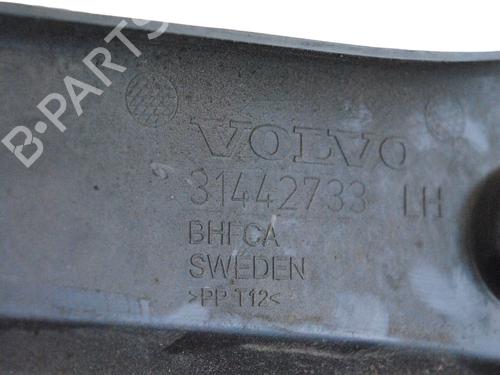 B-PARTS
VOLVO
31442733 LH
BHFCA
SWEDEN
>PP T12<